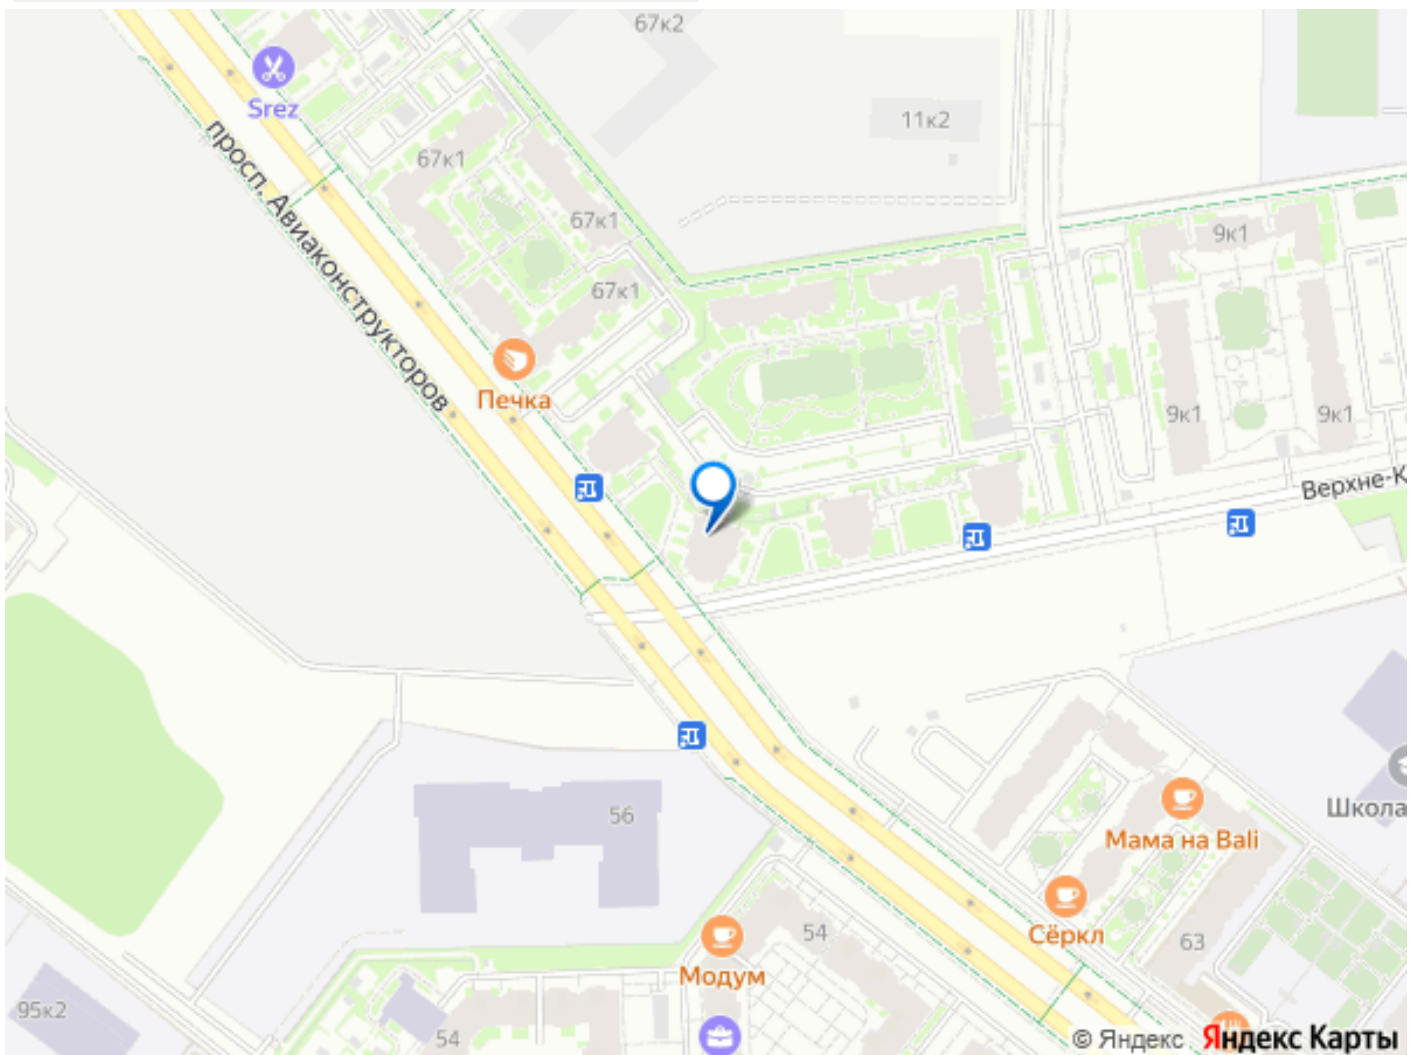 67к2
Srez
11к2
67к1
просп. Авиаконструкторов
67к1
9к1
67к1
Печка
9к1
9к1
Верхне-К
56
Школа
Мама на Bali
Сёркл
54
63
Модум
95к2
54
© Яндекс Яндекс Карты